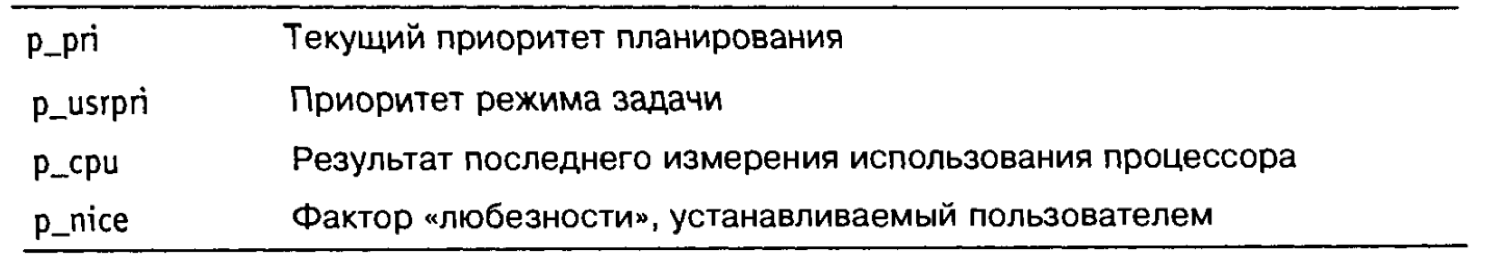 p_pri Текущий приоритет планирования
p_usrpri Приоритет режима задачи
p_cpu Результат последнего измерения использования процессора
p_nice Фактор «любезности», устанавливаемый пользователем